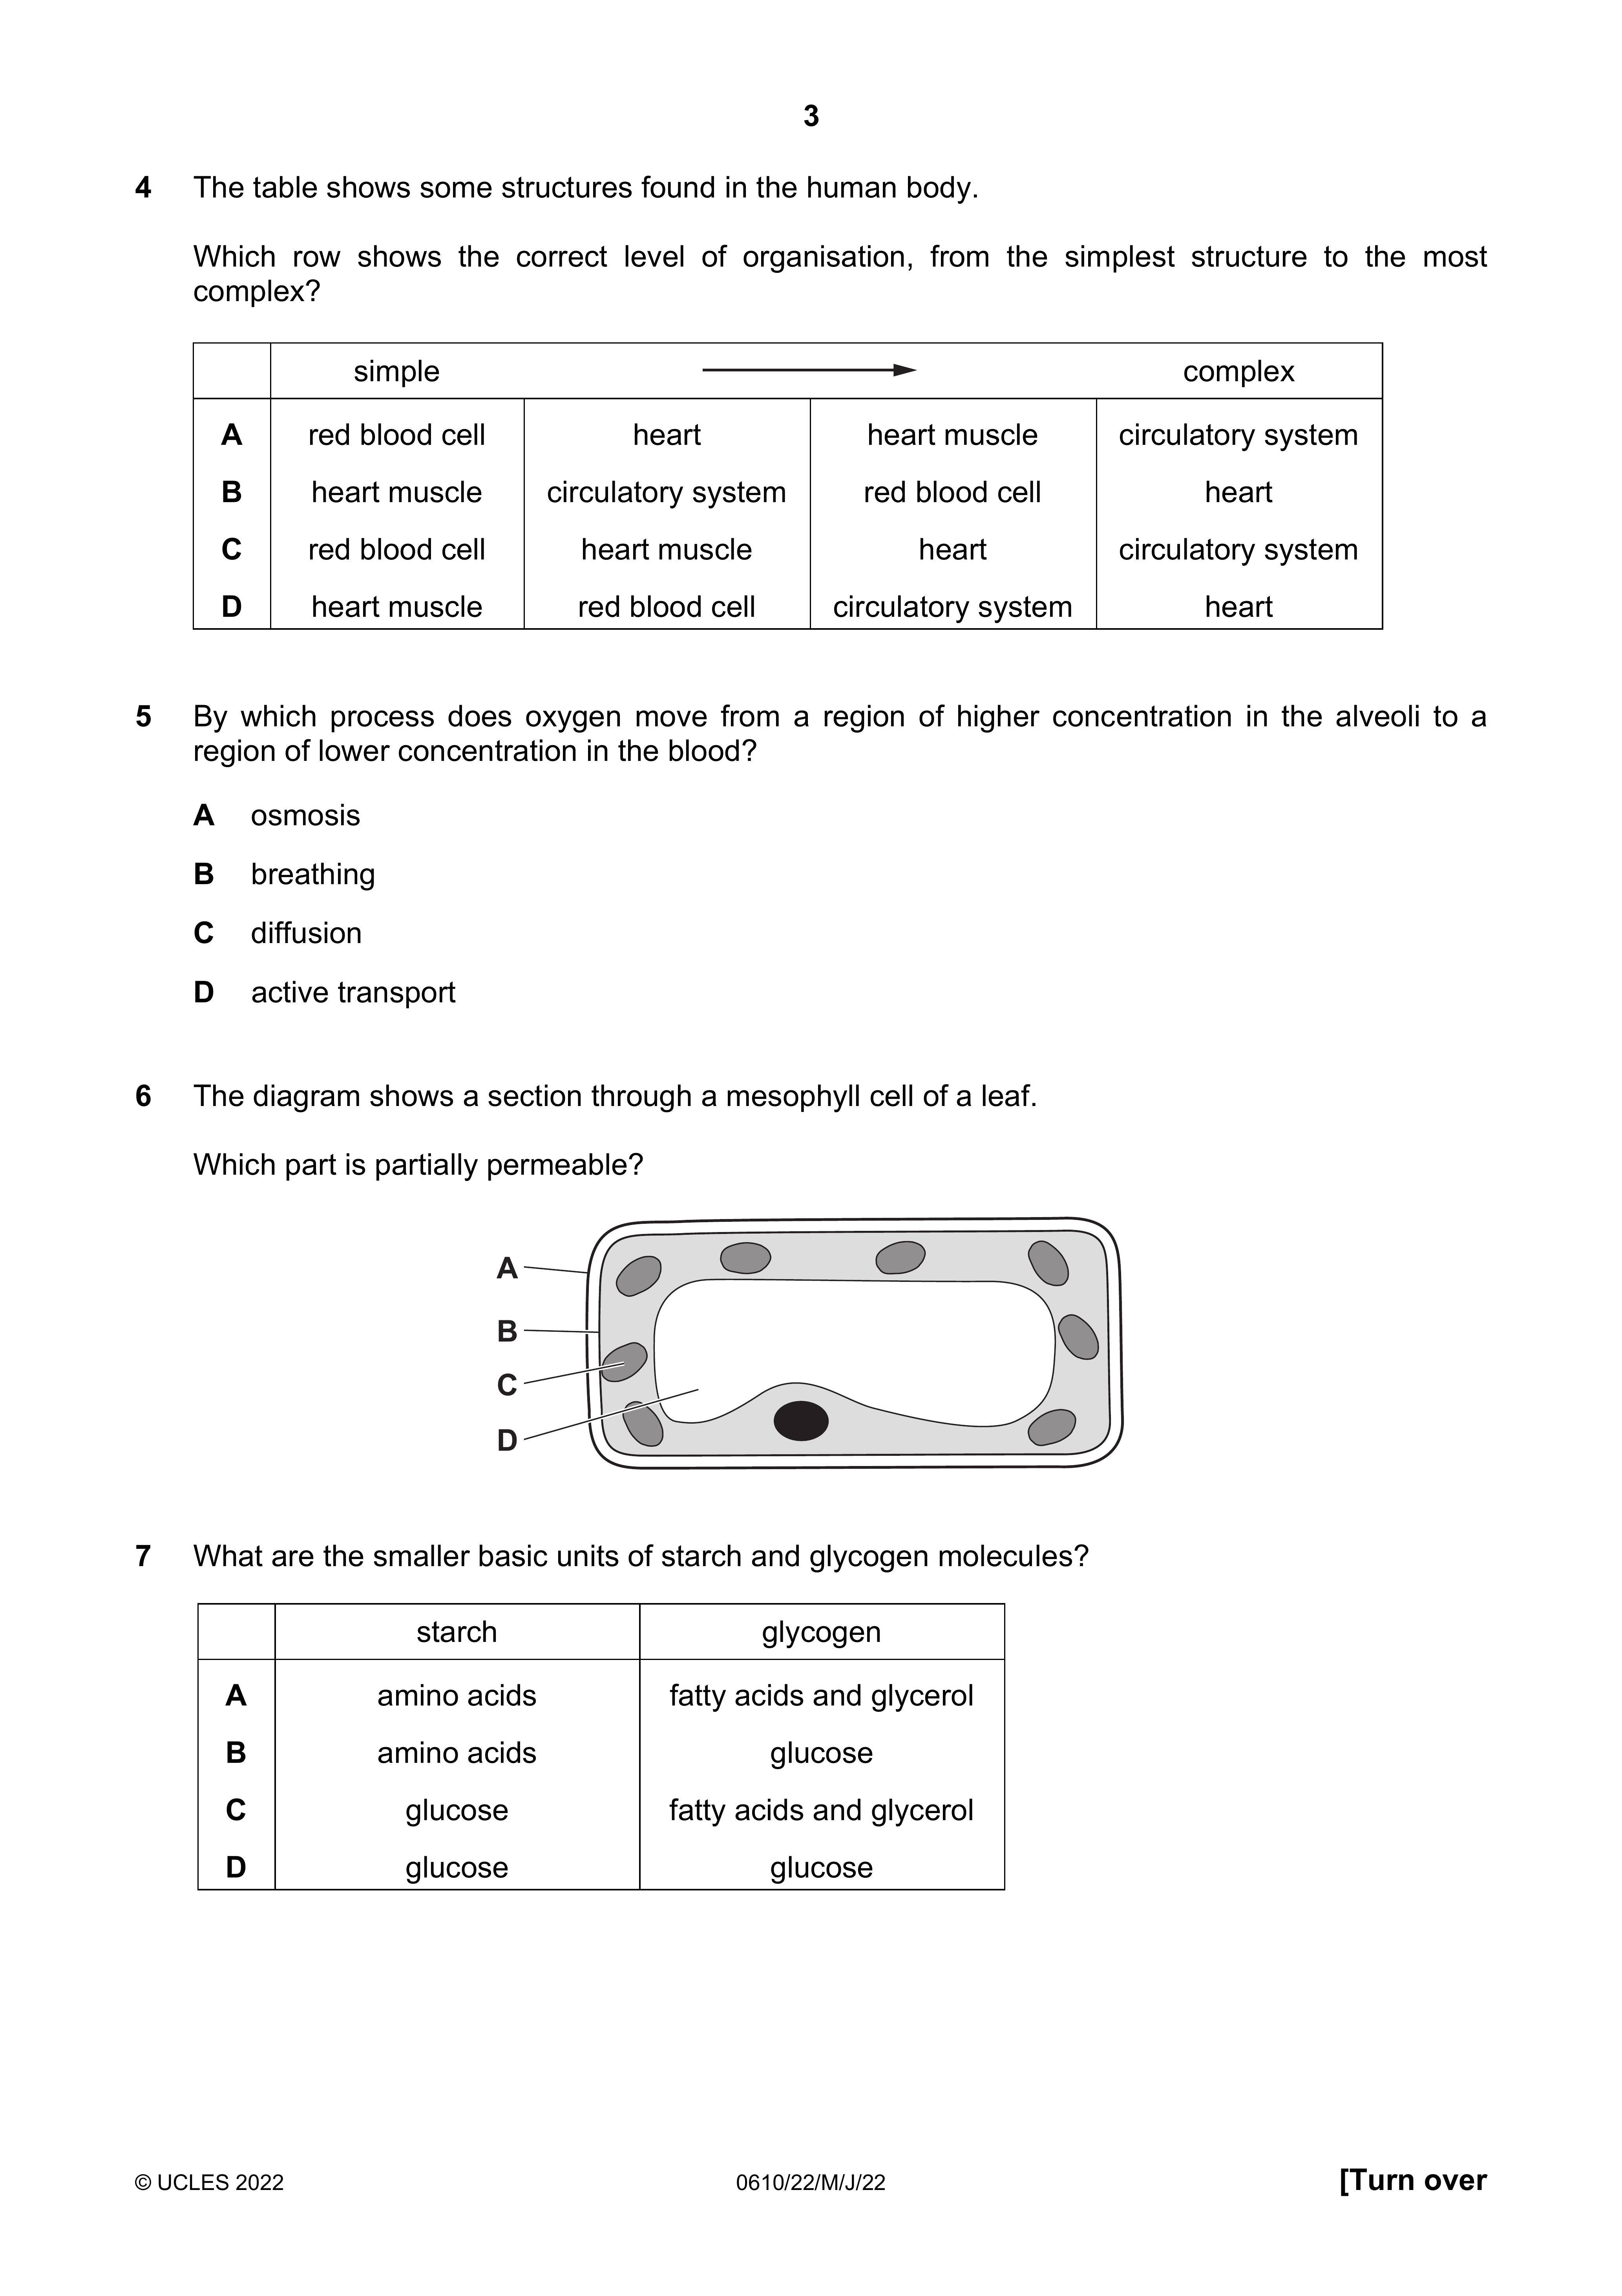 3
4 The table shows some structures found in the human body.
Which row shows the correct level of organisation, from the simplest structure to the most
complex?
simple complex
A red blood cell heart heart muscle circulatory system
B heart muscle circulatory system red blood cell heart
C red blood cell heart muscle heart circulatory system
D heart muscle red blood cell circulatory system heart
5 By which process does oxygen move from a region of higher concentration in the alveoli to a
region of lower concentration in the blood?
A osmosis
B breathing
C diffusion
D active transport
6 The diagram shows a section through a mesophyll cell of a leaf.
Which part is partially permeable?
A
B
C
D
7 What are the smaller basic units of starch and glycogen molecules?
starch glycogen
A amino acids fatty acids and glycerol
B amino acids glucose
C glucose fatty acids and glycerol
D glucose glucose
© UCLES 2022 0610/22/M/J/22 [Turn over